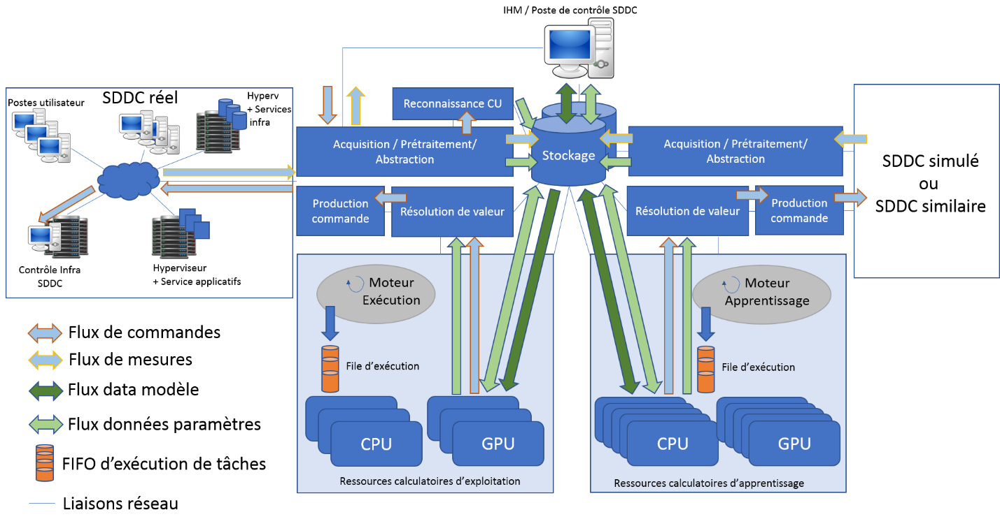 IHM / Poste de contrôle SDDC
SDDC réel
Postes utilisateur
Hyperv
+ Services
infra
Contrôle Infra
SDDC
Hyperviseur
+ Service applicatifs
Reconnaissance CU
Acquisition / Prétraitement/
Abstraction
Stockage
Acquisition / Prétraitement/
Abstraction
SDDC simulé
ou
SDDC similaire
Production
commande
Résolution de valeur
Résolution de valeur
Production
commande
Moteur
Exécution
File d'exécution
CPU
GPU
Ressources calculatoires d'exploitation
Moteur
Apprentissage
File d'exécution
CPU
GPU
Ressources calculatoires d'apprentissage
Flux de commandes
Flux de mesures
Flux data modèle
Flux données paramètres
FIFO d'exécution de tâches
Liaisons réseau